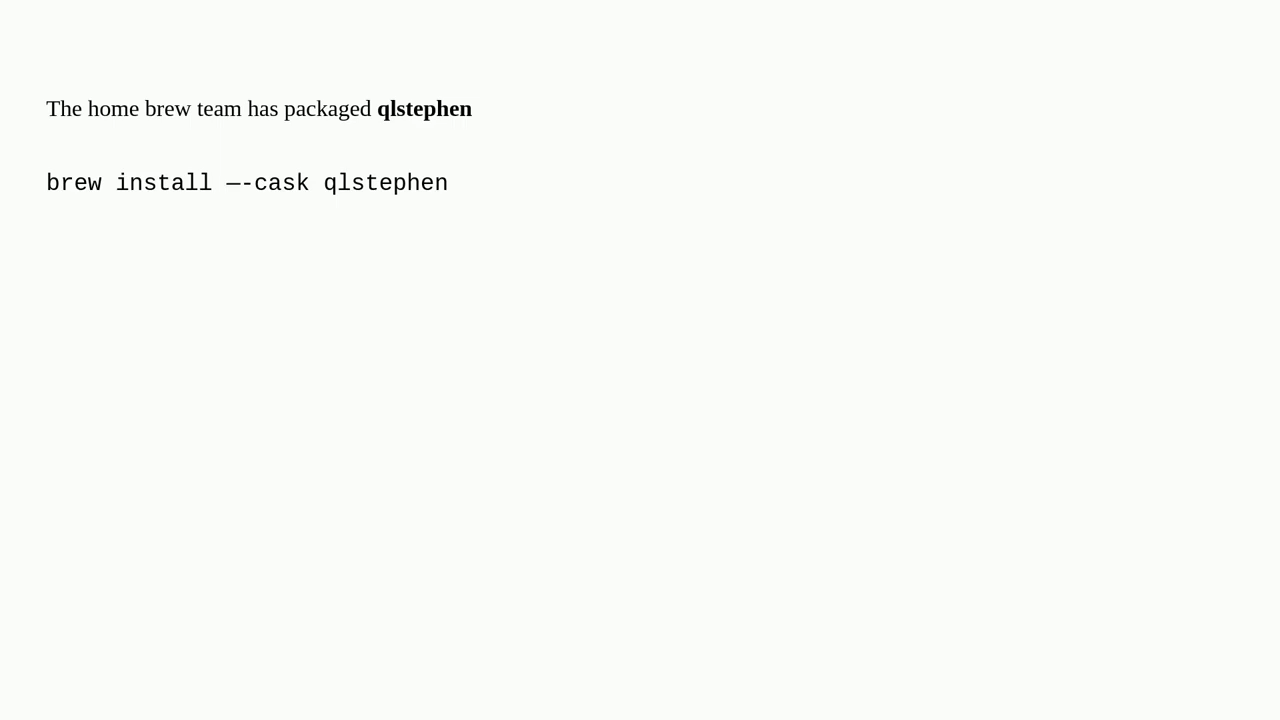 The home brew team has packaged qlstephen
brew install —-cask qlstephen